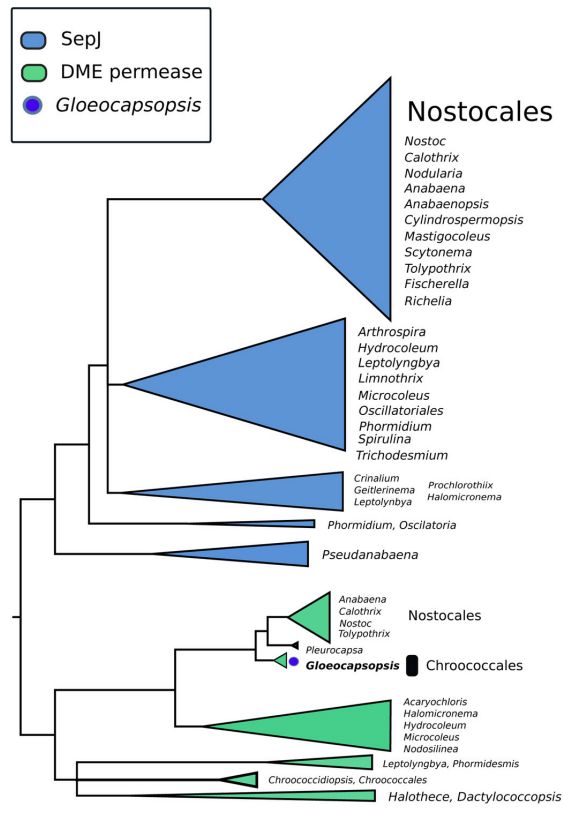 SepJ
DME permease
Gloeocapsopsis
Nostocales
Nostoc
Calothrix
Nodularia
Anabaena
Anabaenopsis
Cylindrospermopsis
Mastigocoleus
Scytonema
Tolypothrix
Fischerella
Richelia
Arthrospira
Hydrocoleum
Leptolyngbya
Limnothrix
Microcoleus
Oscillatoriales
Phormidium
Spirulina
Trichodesmium
Crinalium
Geitlerinema
Leptolynbya
Prochlorothiix
Halomicronema
Phormidium, Oscilatoria
Pseudanabaena
Anabaena
Calothrix
Nostoc
Tolypothrix
Nostocales
Pleurocapsa
Gloeocapsopsis
Chroococcales
Acaryochloris
Halomicronema
Hydrocoleum
Microcoleus
Nodosilinea
Leptolyngbya, Phormidesmis
Chroococcidiopsis, Chroococcales
Halothece, Dactylococcopsis